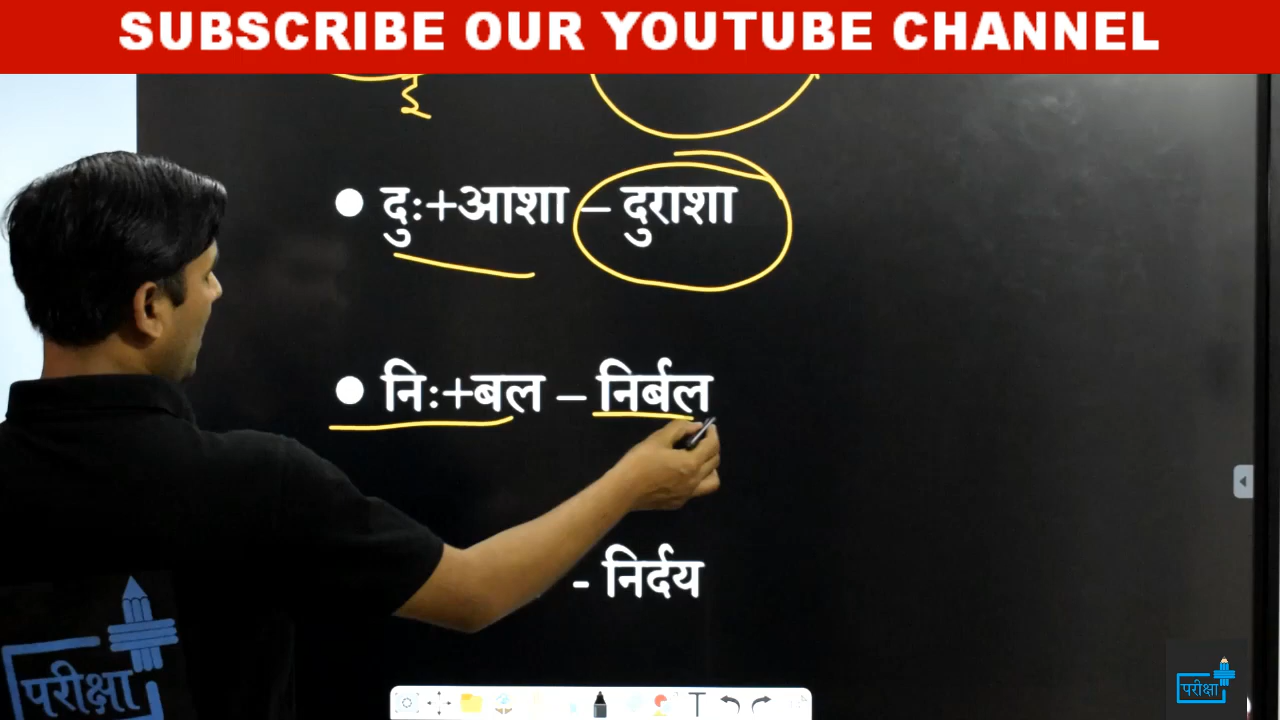 SUBSCRIBE OUR YOUTUBE CHANNEL
● दुः+आशा – दुराशा
● निः+बल – निर्बल
- निर्दय
परीक्षा
परीक्षा